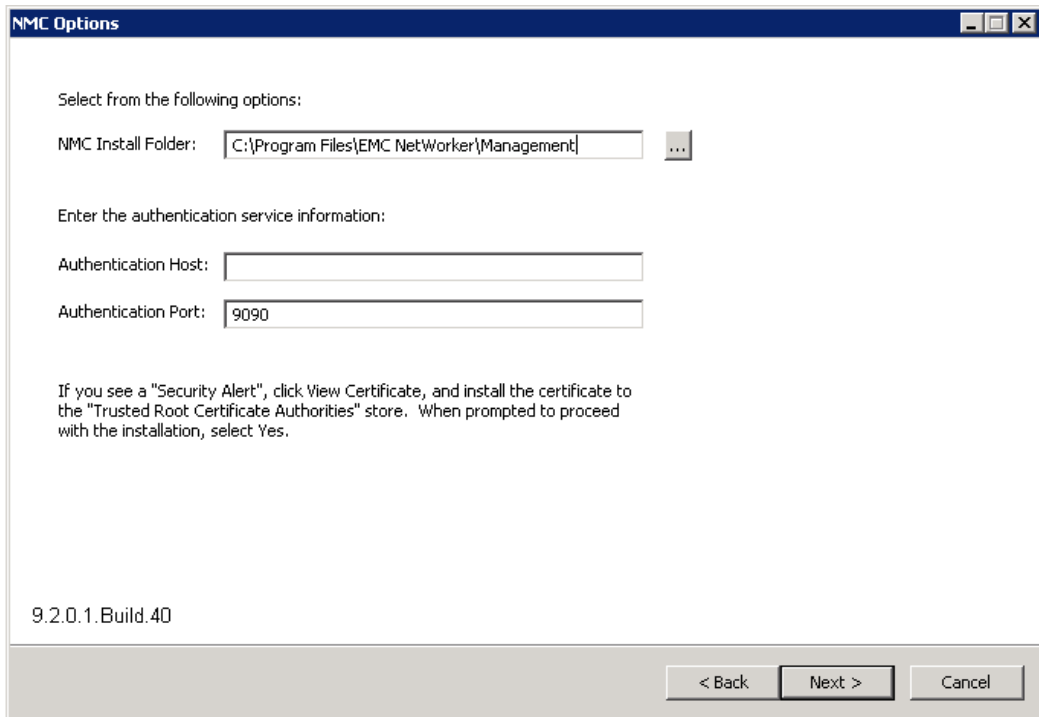 NMC Options
Select from the following options:
NMC Install Folder: C:\Program Files\EMC NetWorker\Management
...
Enter the authentication service information:
Authentication Host:
Authentication Port: 9090
If you see a "Security Alert", click View Certificate, and install the certificate to
the "Trusted Root Certificate Authorities" store. When prompted to proceed
with the installation, select Yes.
9.2.0.1.Build.40
< Back Next > Cancel